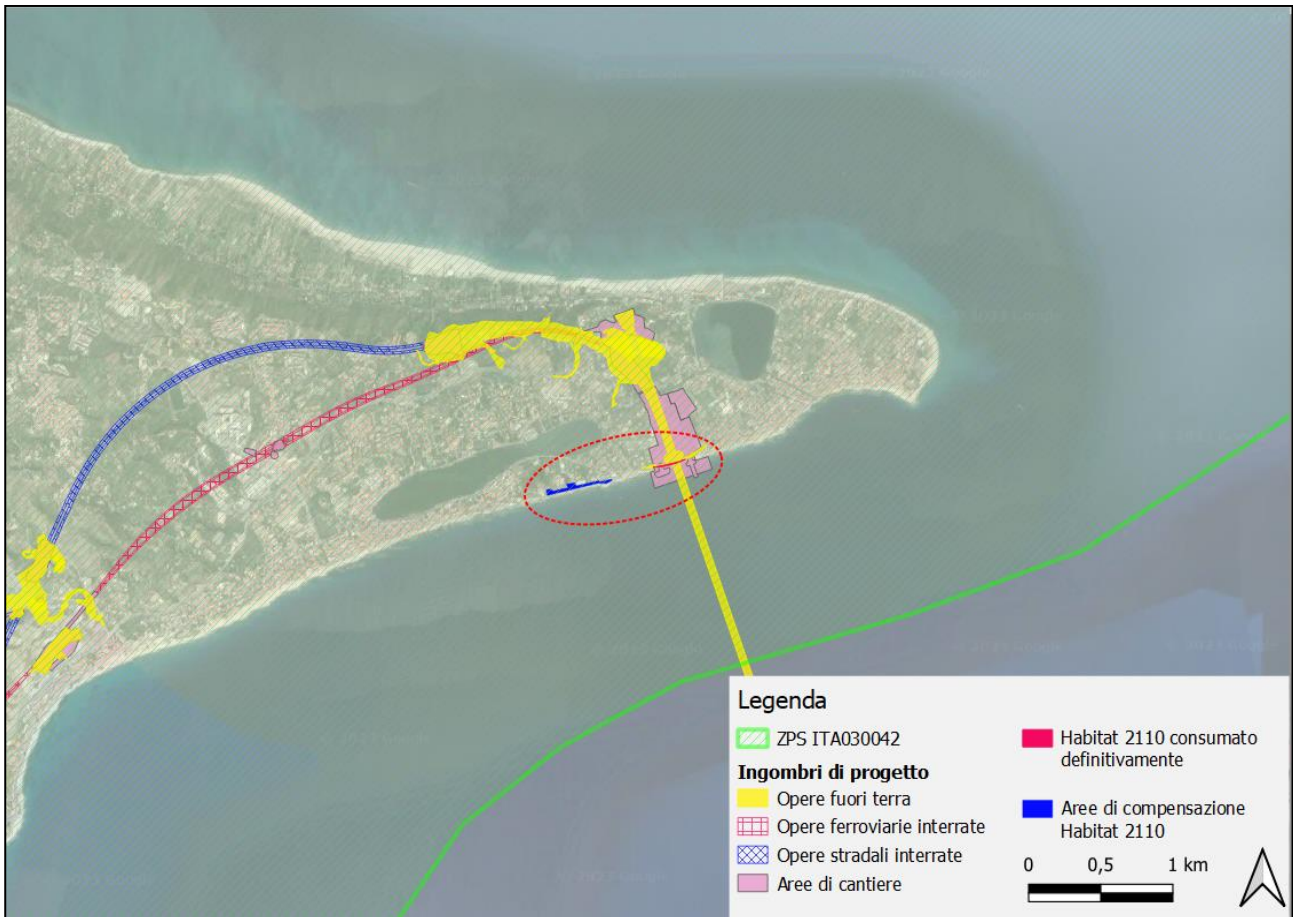 Legenda
ZPS ITA030042
Ingombri di progetto
Opere fuori terra
Opere ferroviarie interrate
Opere stradali interrate
Aree di cantiere
Habitat 2110 consumato
definitivamente
Aree di compensazione
Habitat 2110
0 0,5 1 km